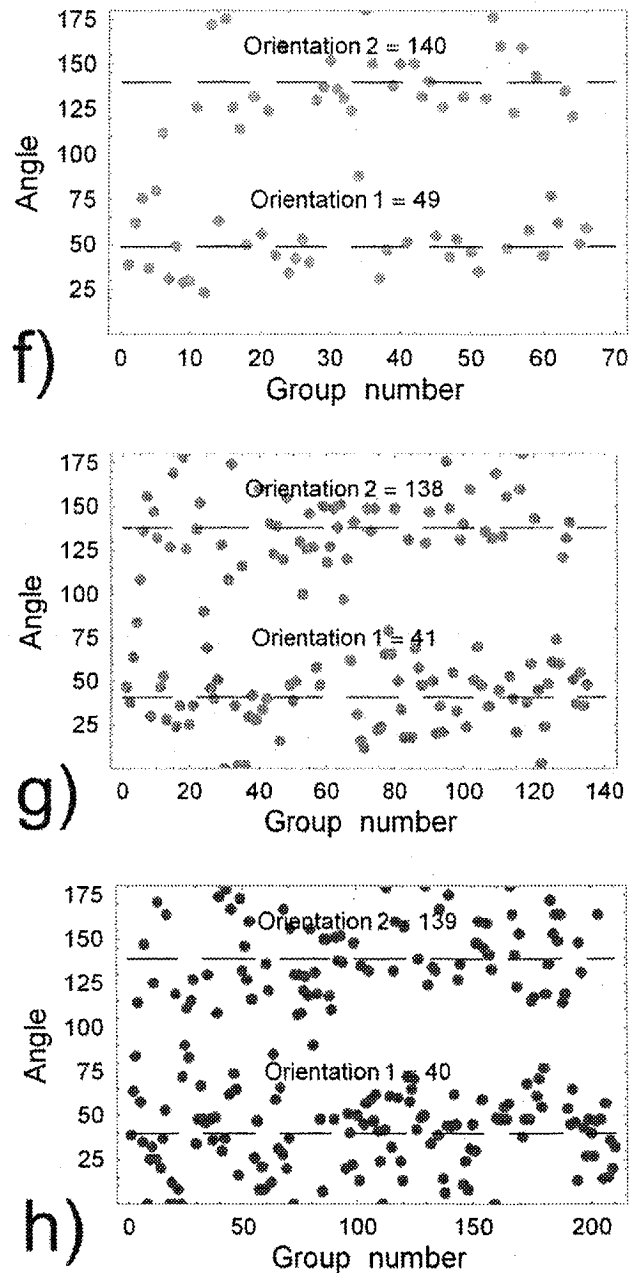 175
Orientation 2 = 140
150
125
100
Angle
75
Orientation 1 = 49
50
25
0 10 20 30 40 50 60 70
f)
Group number
175
Orientation 2 = 138
150
125
100
Angle
75
Orientation 1 = 41
50
25
0 20 40 60 80 100 120 140
g)
Group number
175
Orientation 2 = 139
150
125
100
Angle
75
Orientation 1 = 40
50
25
0 50 100 150 200
h)
Group number